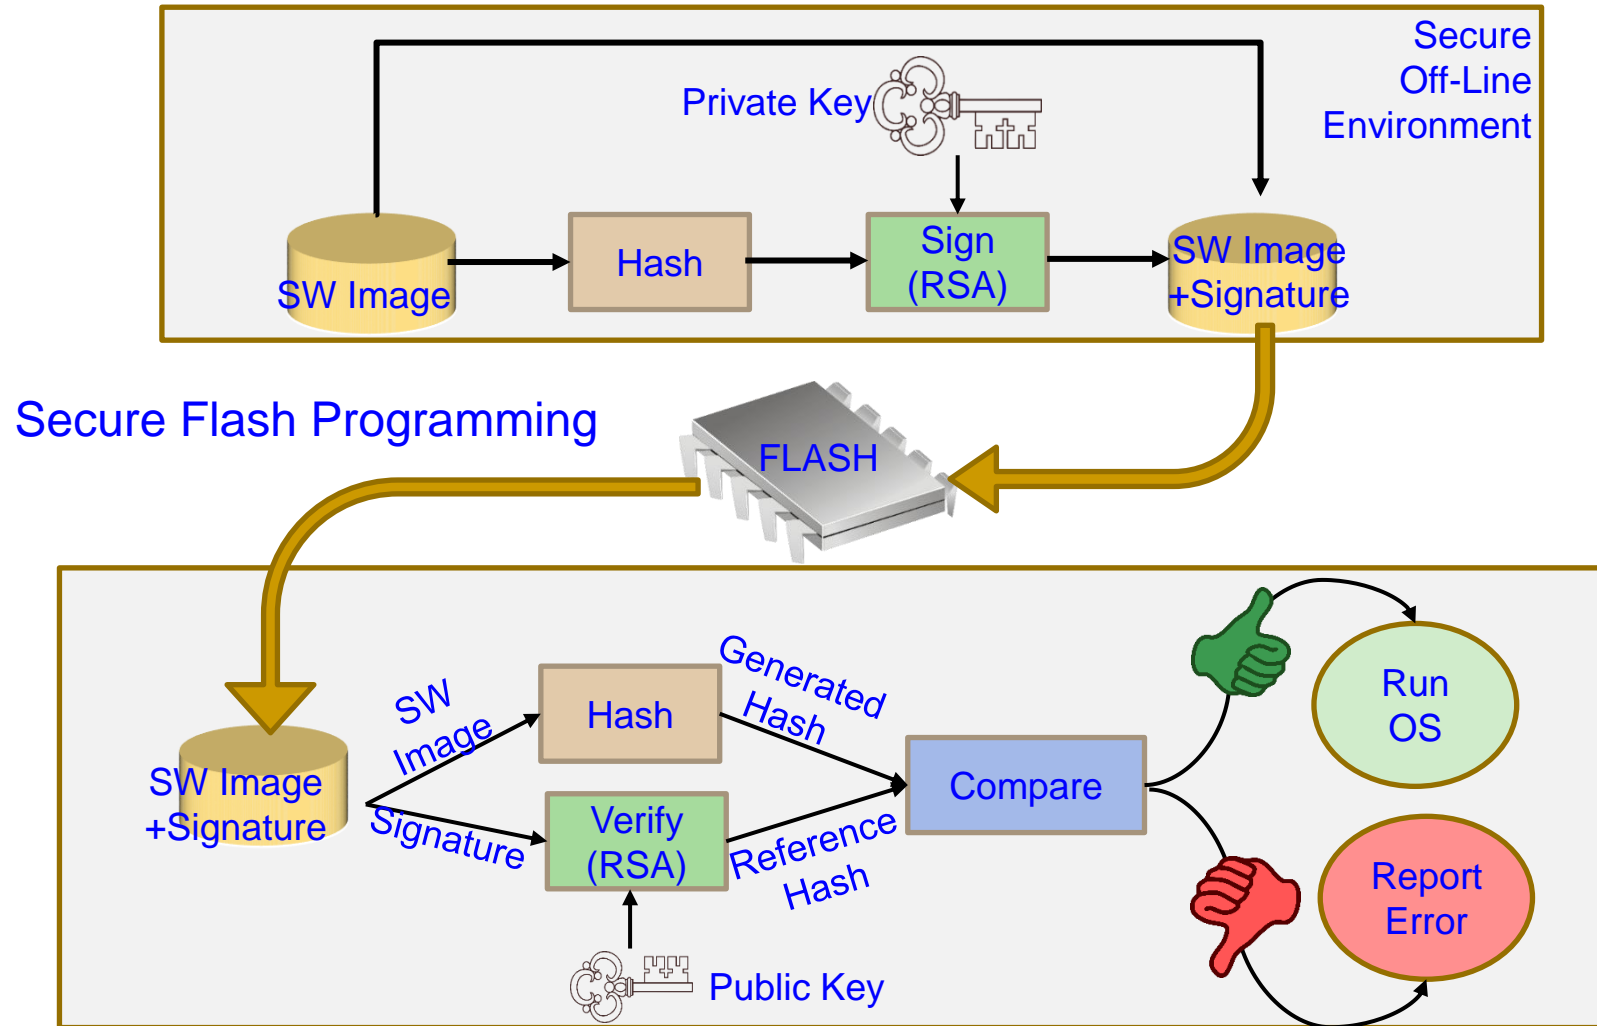 Secure
Off-Line
Environment
Private Key
SW Image
Hash
Sign
(RSA)
SW Image
+Signature
Secure Flash Programming
FLASH
SW Image
+Signature
SW
Image
Signature
Hash
Verify
(RSA)
Public Key
Generated
Hash
Reference
Hash
Compare
Run
OS
Report
Error